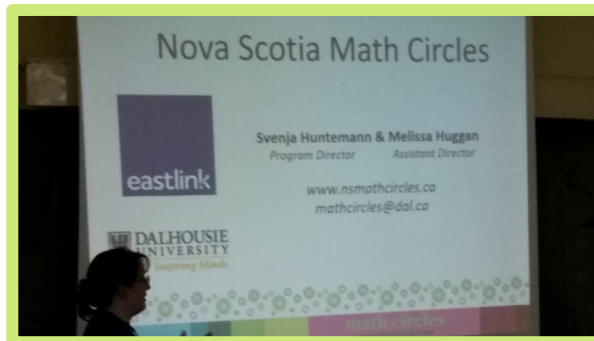 Nova Scotia Math Circles
eastlink
Svenja Huntemann & Melissa Huggan
Program Director Assistant Director
www.nsmathcircles.ca
mathcircles@dal.ca
DALHOUSIE
UNIVERSITY
Inspiring Minds
math circles